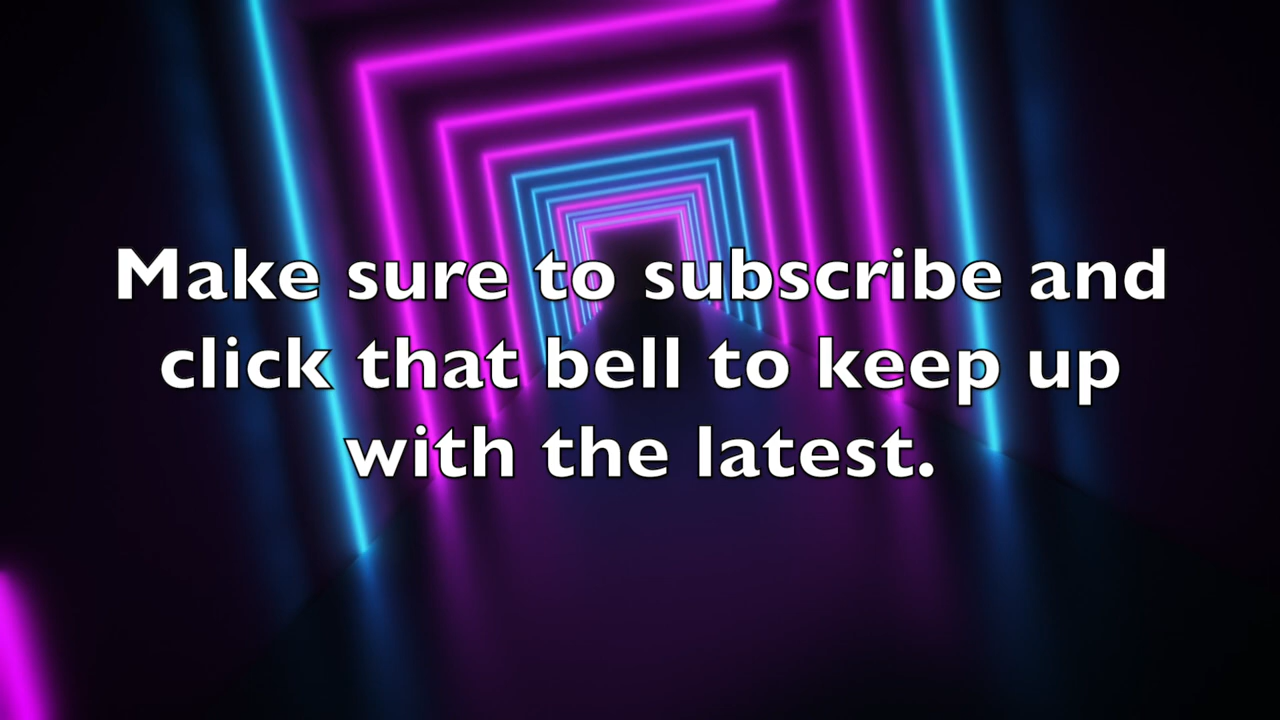 Make sure to subscribe and
click that bell to keep up
with the latest.